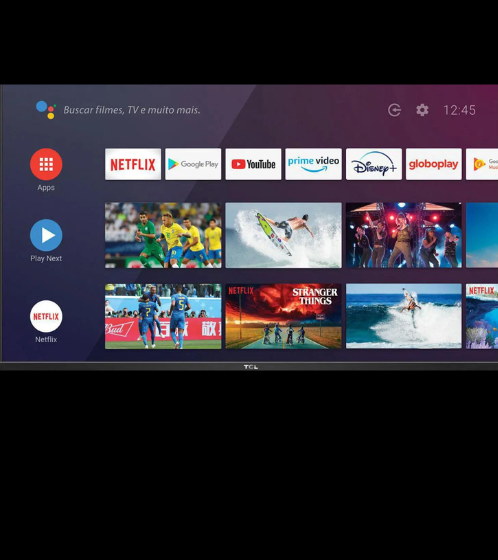 Buscar filmes, TV e muito mais.
12:45
Apps
NETFLIX
Google Play
YouTube
prime video
Disney+
globoplay
Play Next
NETFLIX
Netflix
Bud
NETFLIX
STRANGER
THINGS
NETFLIX
TCL